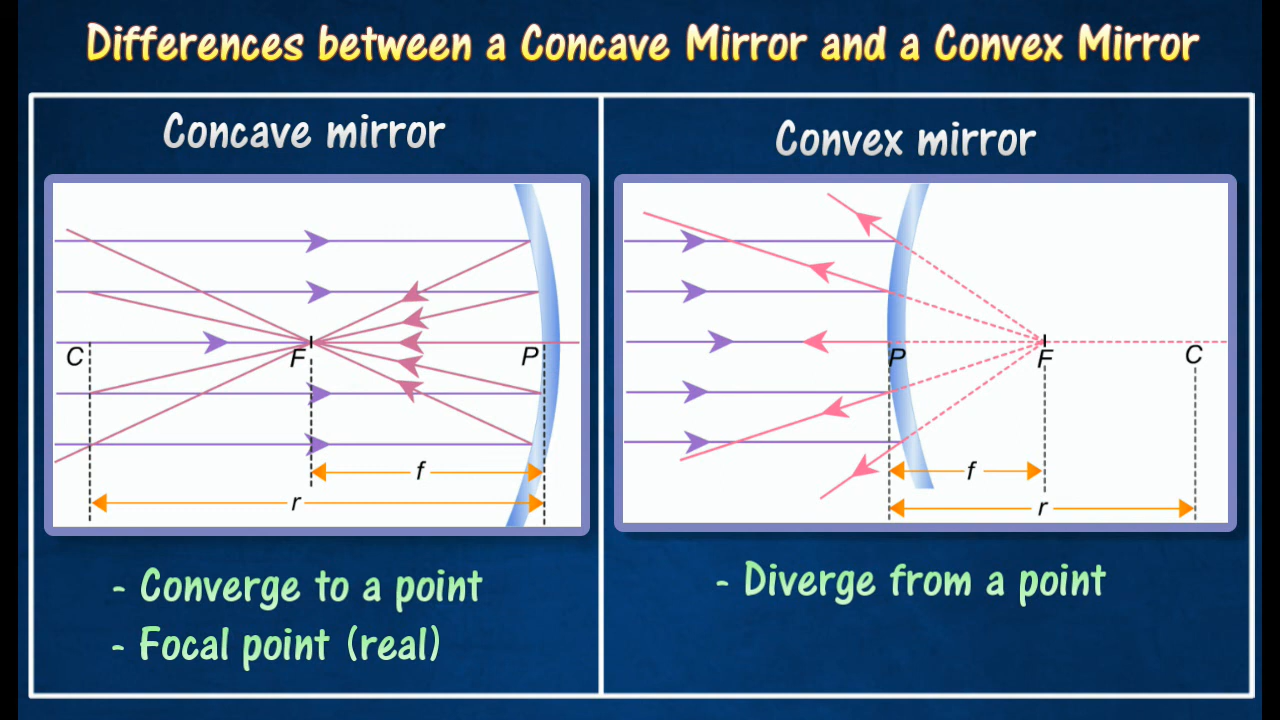 Differences between a Concave Mirror and a Convex Mirror
Concave mirror
C
F
P
f
r
- Converge to a point
- Focal point (real)
Convex mirror
P
F
C
f
r
- Diverge from a point